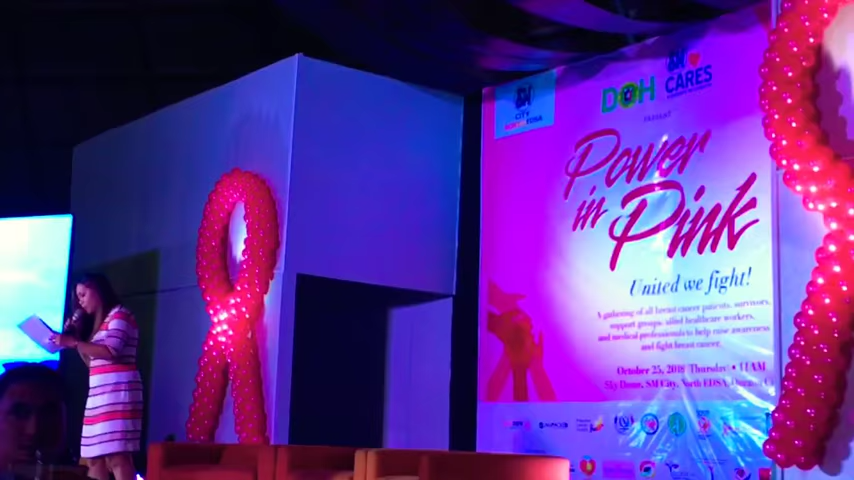 SM
CITY
NORTH EDSA
DOH
SM
CARES
Power
in Pink
United we fight!
A gathering of all breast cancer patients, survivors,
support groups, allied healthcare workers,
and medical professionals to help raise awareness
and fight breast cancer.
October 25, 2018 Thursday • 11AM
Sky Dome, SM City, North EDSA,